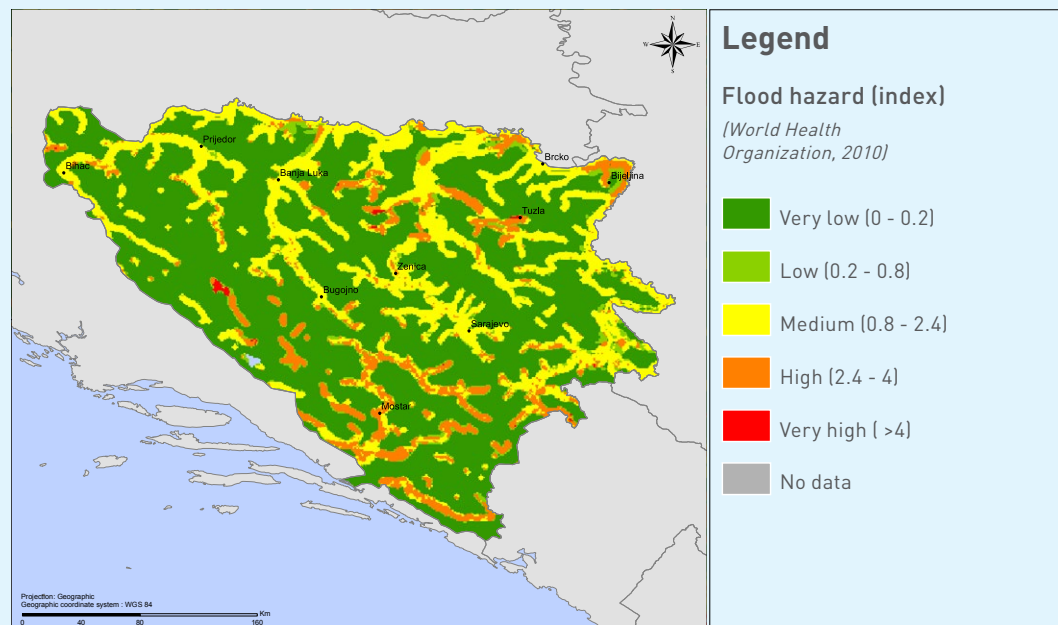 N
W
E
S
Prijedor
Brcko
Bihac
Banja Luka
Bijeljina
Tuzla
Zenica
Bugojno
Sarajevo
Mostar
Projection: Geographic
Geographic coordinate system : WGS 84
Km
0 40 80 160
Legend
Flood hazard (index)
(World Health
Organization, 2010)
Very low (0 - 0.2)
Low (0.2 - 0.8)
Medium (0.8 - 2.4)
High (2.4 - 4)
Very high ( >4)
No data